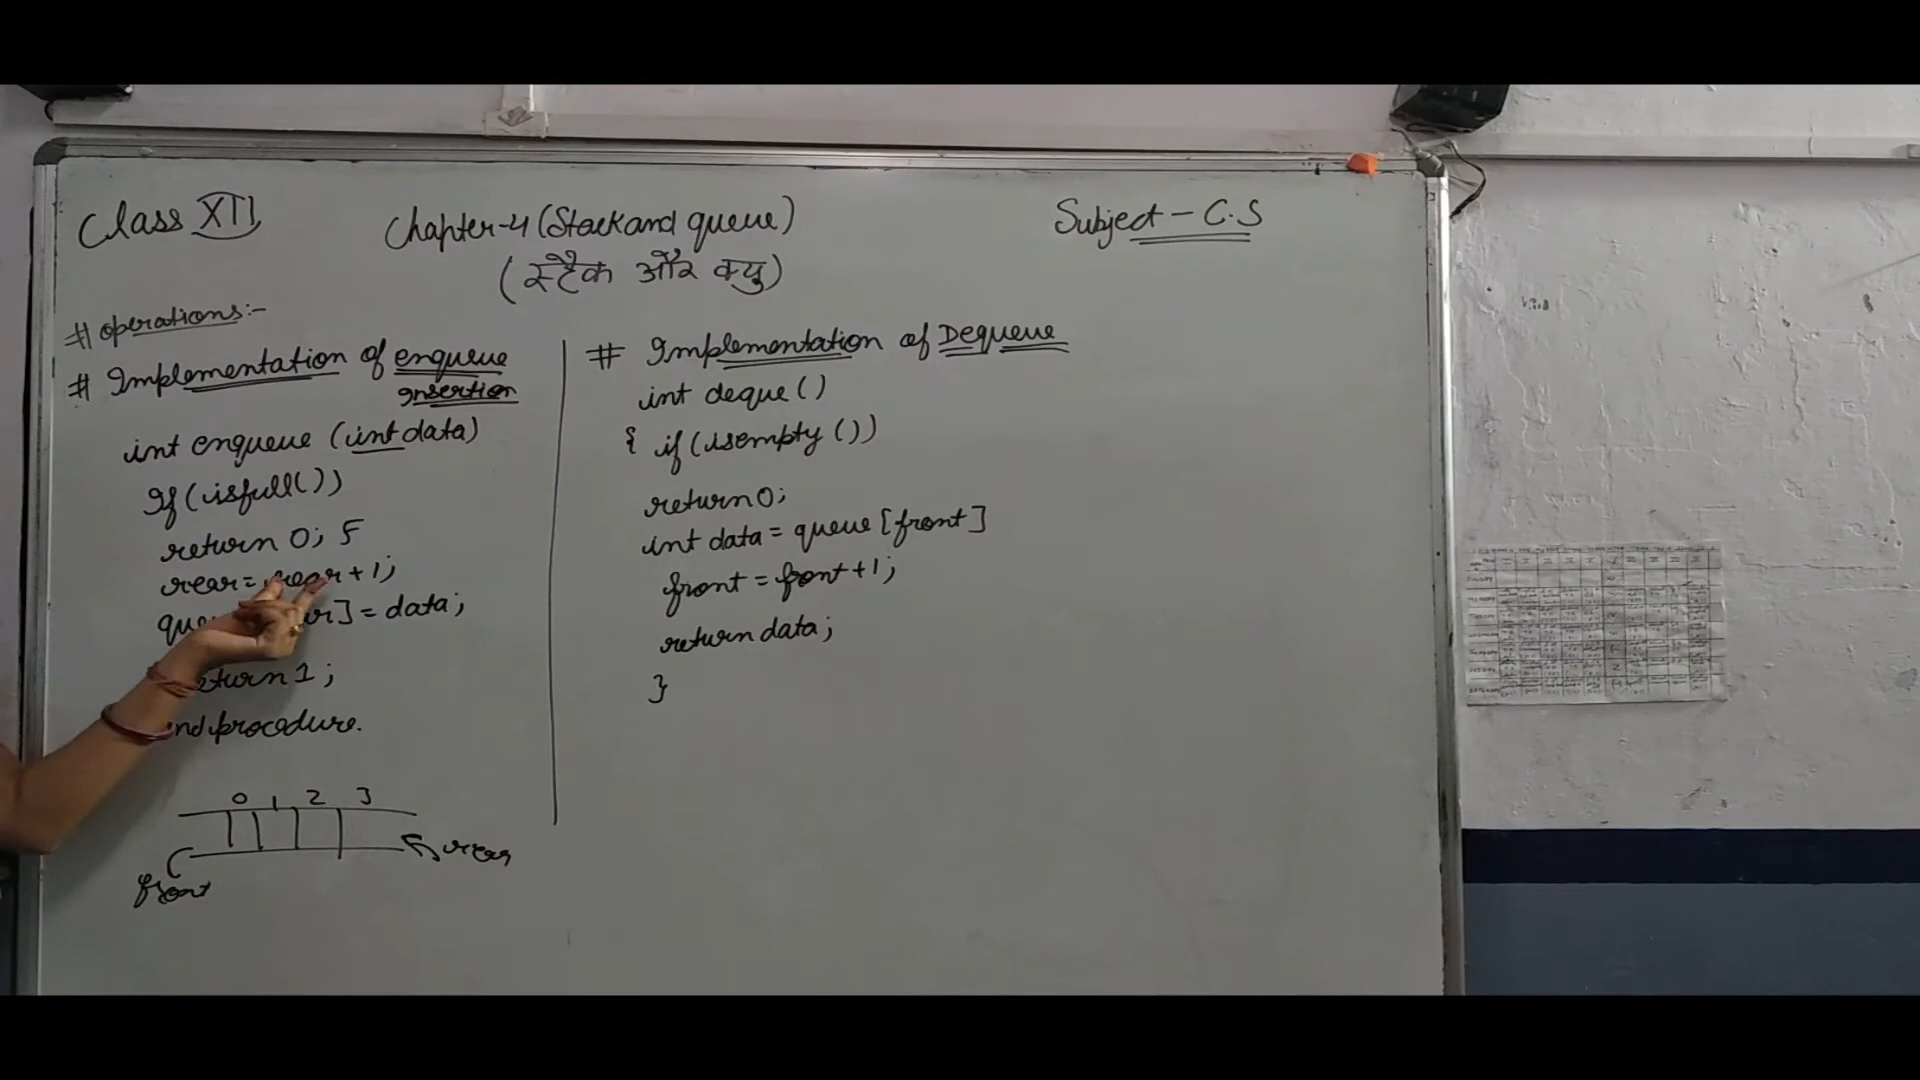 Class XII
Chapter-4 (Stack and queue)
(स्टैक और क्यु)
Subject - C.S
# operations:-
# Implementation of enqueue
insertion
int enqueue (int data)
If (isfull())
return 0; 5
rear = rear + 1;
] = data;
return 1;
procedure.
0 1 2 3
front
rear
# Implementation of Dequeue
int deque ()
{ if (isempty ())
return 0;
int data = queue [front]
front = front + 1;
return data;
}